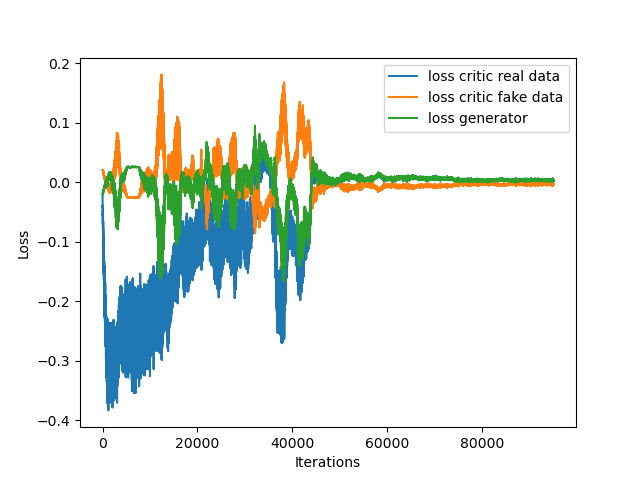 0.2
0.1
0.0
−0.1
−0.2
−0.3
−0.4
Loss
loss critic real data
loss critic fake data
loss generator
0 20000 40000 60000 80000
Iterations